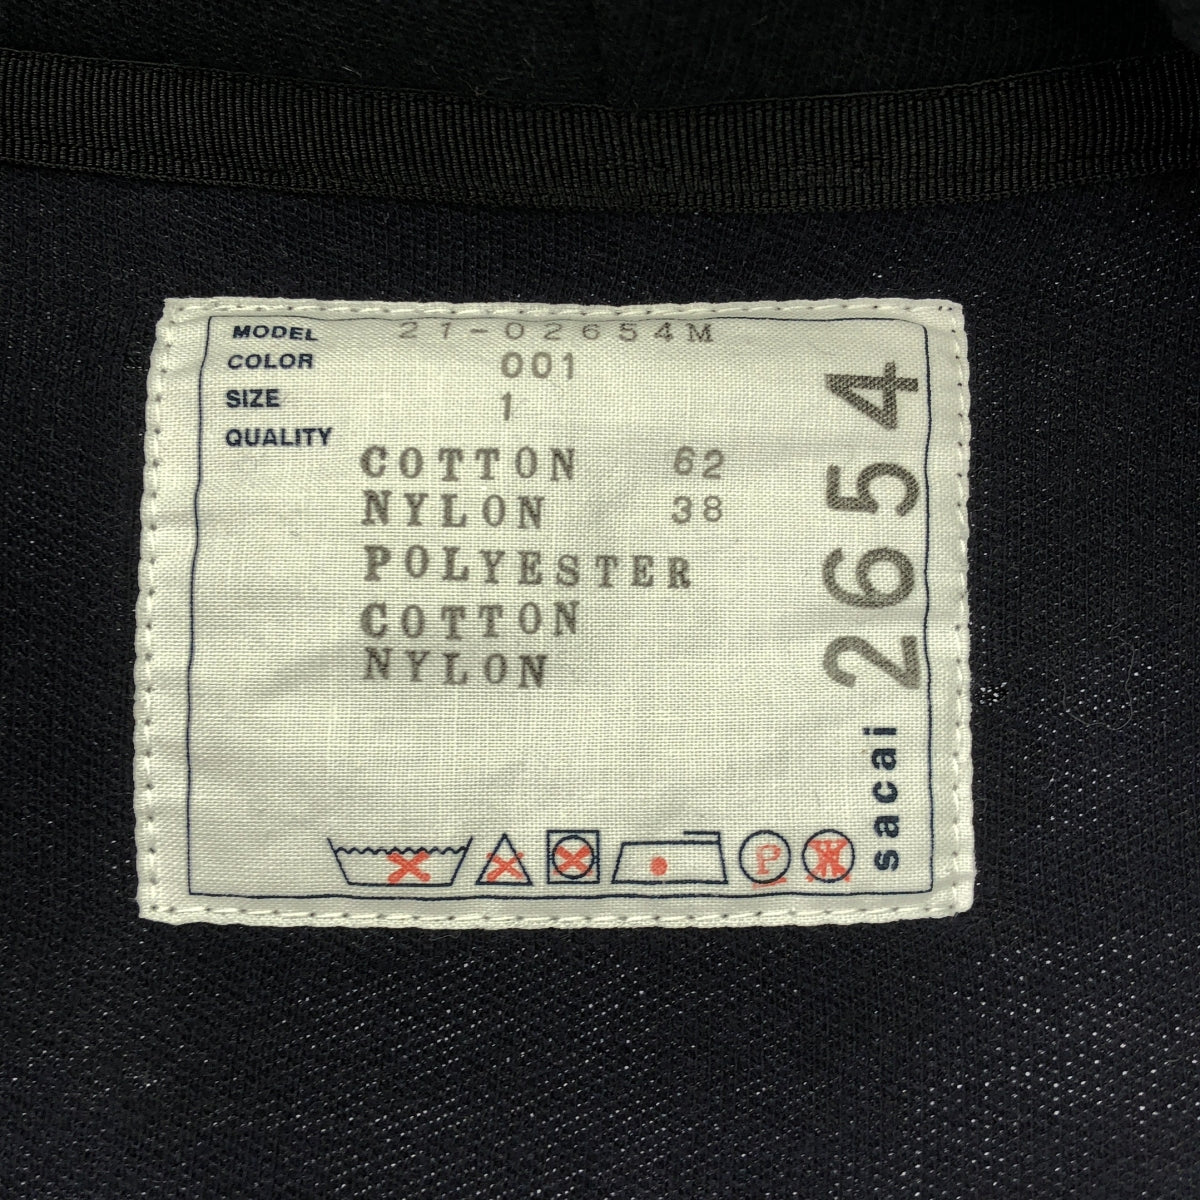 MODEL 21-02654M
COLOR 001
SIZE 1
QUALITY
COTTON 62
NYLON 38
POLYESTER
COTTON
NYLON
P
W
sacai 2654